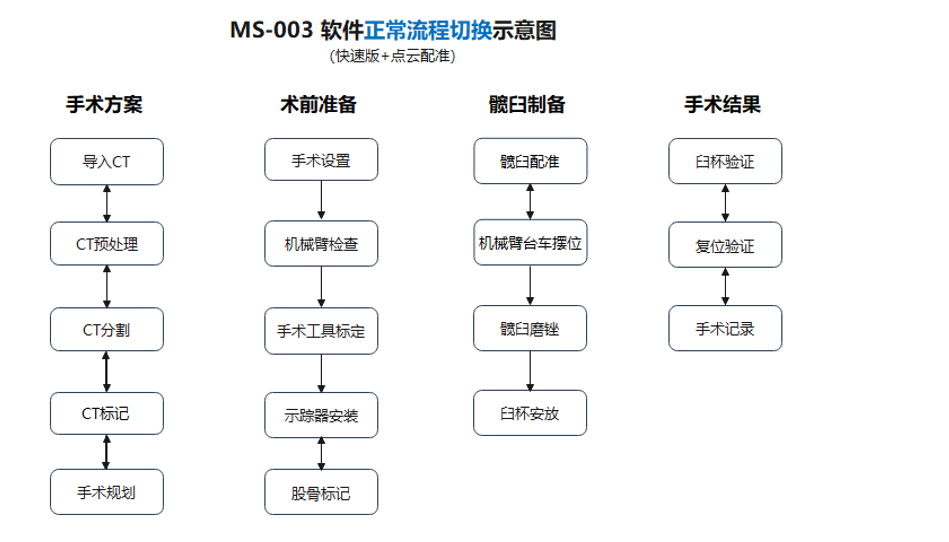 MS-003 软件正常流程切换示意图
(快速版+点云配准)
手术方案
导入CT
CT预处理
CT分割
CT标记
手术规划
术前准备
手术设置
机械臂检查
手术工具标定
示踪器安装
股骨标记
髋臼制备
髋臼配准
机械臂台车摆位
髋臼磨锉
臼杯安放
手术结果
臼杯验证
复位验证
手术记录